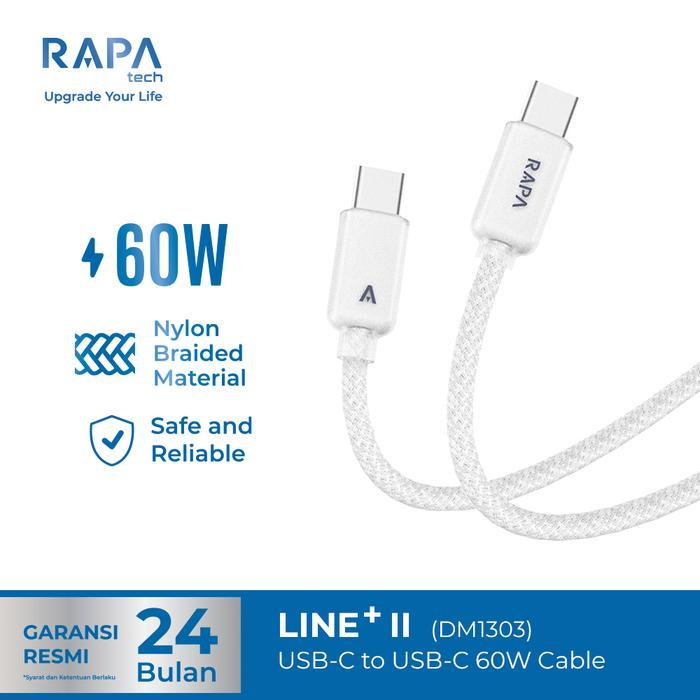 RAPA
tech
Upgrade Your Life
RAPA
A
60W
Nylon
Braided
Material
Safe and
Reliable
GARANSI
RESMI
*Syarat dan Ketentuan Berlaku
24
Bulan
LINE+ II (DM1303)
USB-C to USB-C 60W Cable